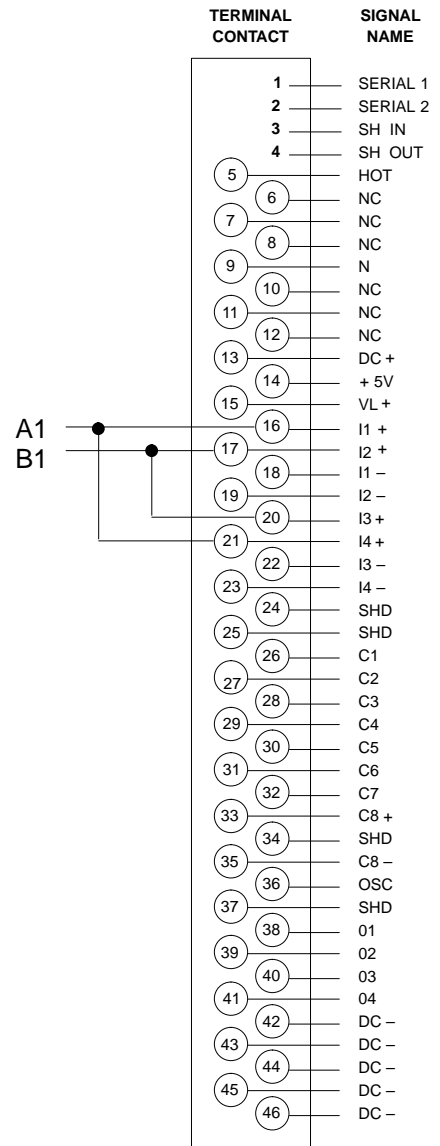 TERMINAL CONTACT SIGNAL NAME
1 SERIAL 1
2 SERIAL 2
3 SH IN
4 SH OUT
5 HOT
6 NC
7 NC
8 NC
9 N
10 NC
11 NC
12 NC
13 DC +
14 + 5V
15 VL +
A1 16 I1 +
B1 17 I2 +
18 I1 –
19 I2 –
20 I3 +
21 I4 +
22 I3 –
23 I4 –
24 SHD
25 SHD
26 C1
27 C2
28 C3
29 C4
30 C5
31 C6
32 C7
33 C8 +
34 SHD
35 C8 –
36 OSC
37 SHD
38 01
39 02
40 03
41 04
42 DC –
43 DC –
44 DC –
45 DC –
46 DC –